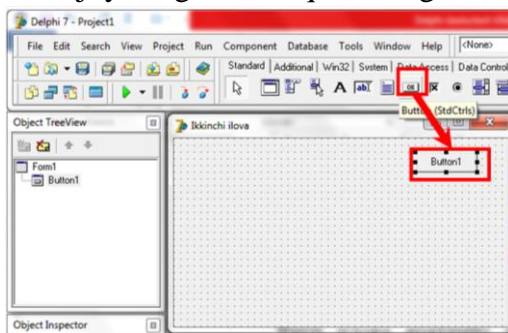 Delphi 7 - Project1
File Edit Search View Project Run Component Database Tools Window Help <None>
Standard Additional Win32 System Data Access Data Control
Button (StdCtrls)
Object TreeView
Ikkinchi ilova
Form1
Button1
Button1
Object Inspector